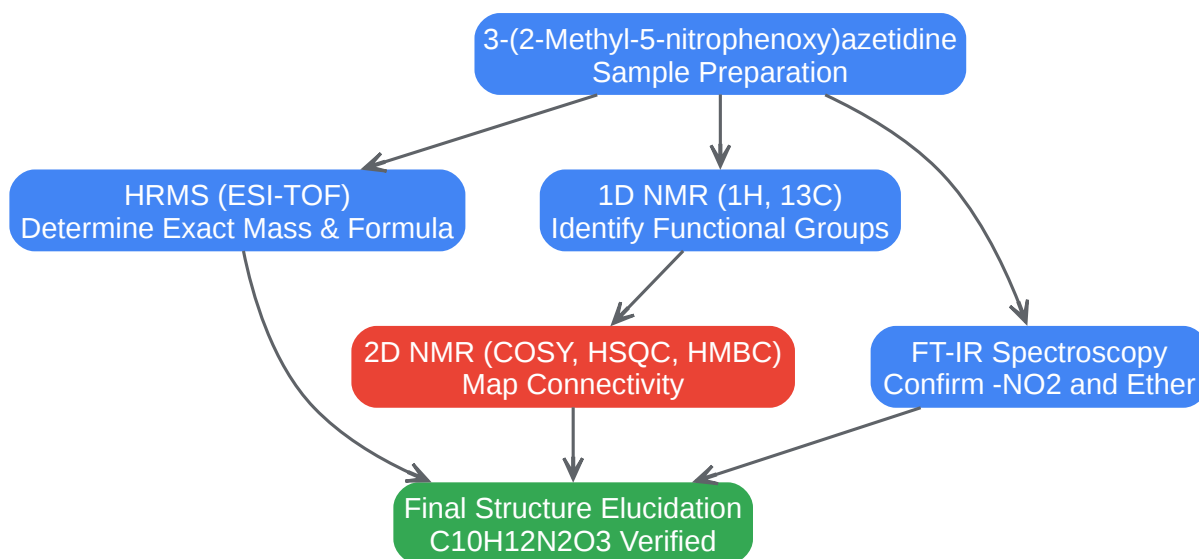 3-(2-Methyl-5-nitrophenoxy)azetidine
Sample Preparation
HRMS (ESI-TOF)
Determine Exact Mass & Formula
1D NMR (1H, 13C)
Identify Functional Groups
2D NMR (COSY, HSQC, HMBC)
Map Connectivity
FT-IR Spectroscopy
Confirm -NO2 and Ether
Final Structure Elucidation
C10H12N2O3 Verified